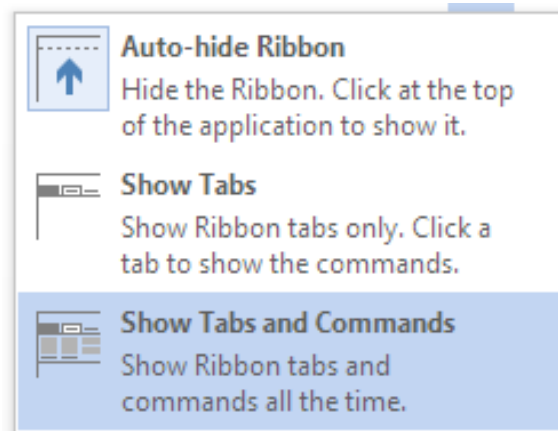 Auto-hide Ribbon
Hide the Ribbon. Click at the top
of the application to show it.
Show Tabs
Show Ribbon tabs only. Click a
tab to show the commands.
Show Tabs and Commands
Show Ribbon tabs and
commands all the time.